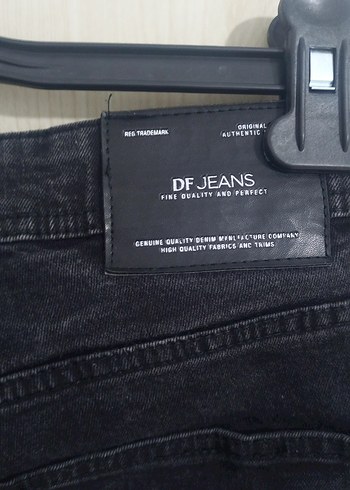 REG TRADEMARK
ORIGINAL
AUTHENTIC
DF JEANS
FINE QUALITY AND PERFECT
GENUINE QUALITY DENIM MENUFACTURE COMPANY
HIGH QUALITY FABRICS AND TRIMS